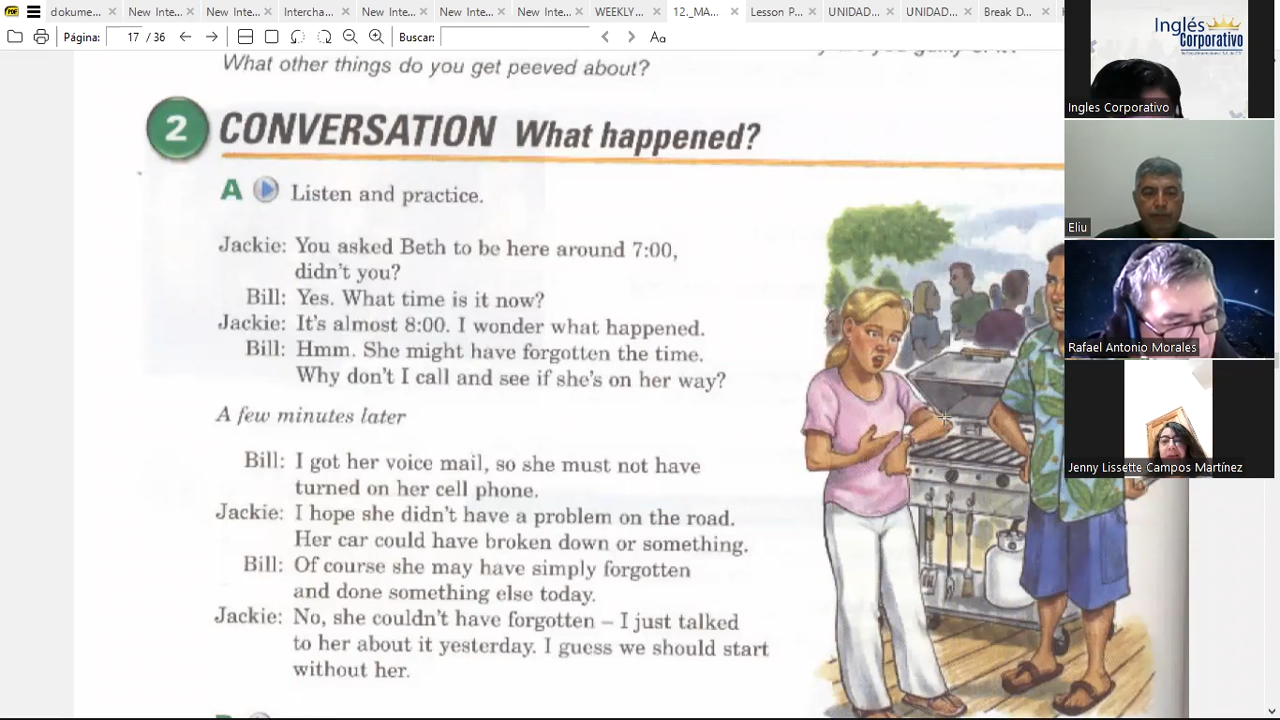 dokume...
New Inte...
New Inte...
Intercha...
New Inte...
New Inte...
New Inte...
WEEKLY...
12._MA...
Lesson P...
UNIDAD...
UNIDAD...
Break D...
Página: 17 / 36
Buscar:
Aa
What other things do you get peeved about?
2 CONVERSATION What happened?
A Listen and practice.
Jackie: You asked Beth to be here around 7:00,
didn't you?
Bill: Yes. What time is it now?
Jackie: It's almost 8:00. I wonder what happened.
Bill: Hmm. She might have forgotten the time.
Why don't I call and see if she's on her way?
A few minutes later
Bill: I got her voice mail, so she must not have
turned on her cell phone.
Jackie: I hope she didn't have a problem on the road.
Her car could have broken down or something.
Bill: Of course she may have simply forgotten
and done something else today.
Jackie: No, she couldn't have forgotten – I just talked
to her about it yesterday. I guess we should start
without her.
Inglés
Corporativo
Ingles Corporativo
Eliu
Rafael Antonio Morales
Jenny Lissette Campos Martínez